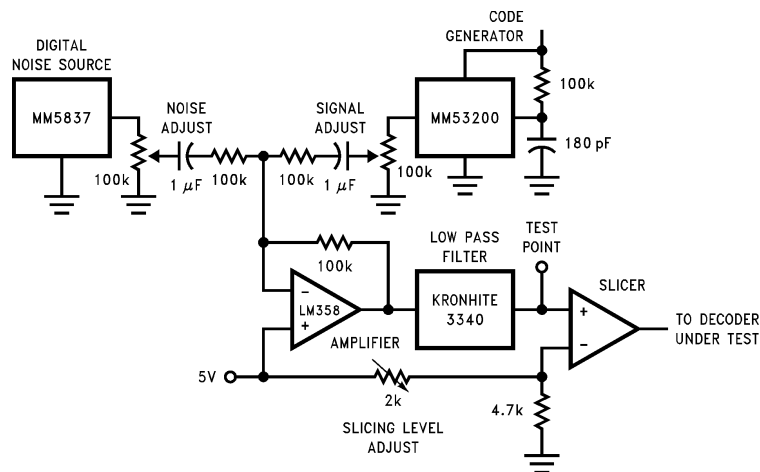 CODE
GENERATOR
DIGITAL
NOISE SOURCE
MM5837
NOISE
ADJUST
SIGNAL
ADJUST
MM53200
100k
180 pF
100k
1 µF
100k
100k
1 µF
100k
100k
LOW PASS
FILTER
TEST
POINT
KRONHITE
3340
SLICER
−
LM358
+
+
−
AMPLIFIER
TO DECODER
UNDER TEST
5V
2k
4.7k
SLICING LEVEL
ADJUST